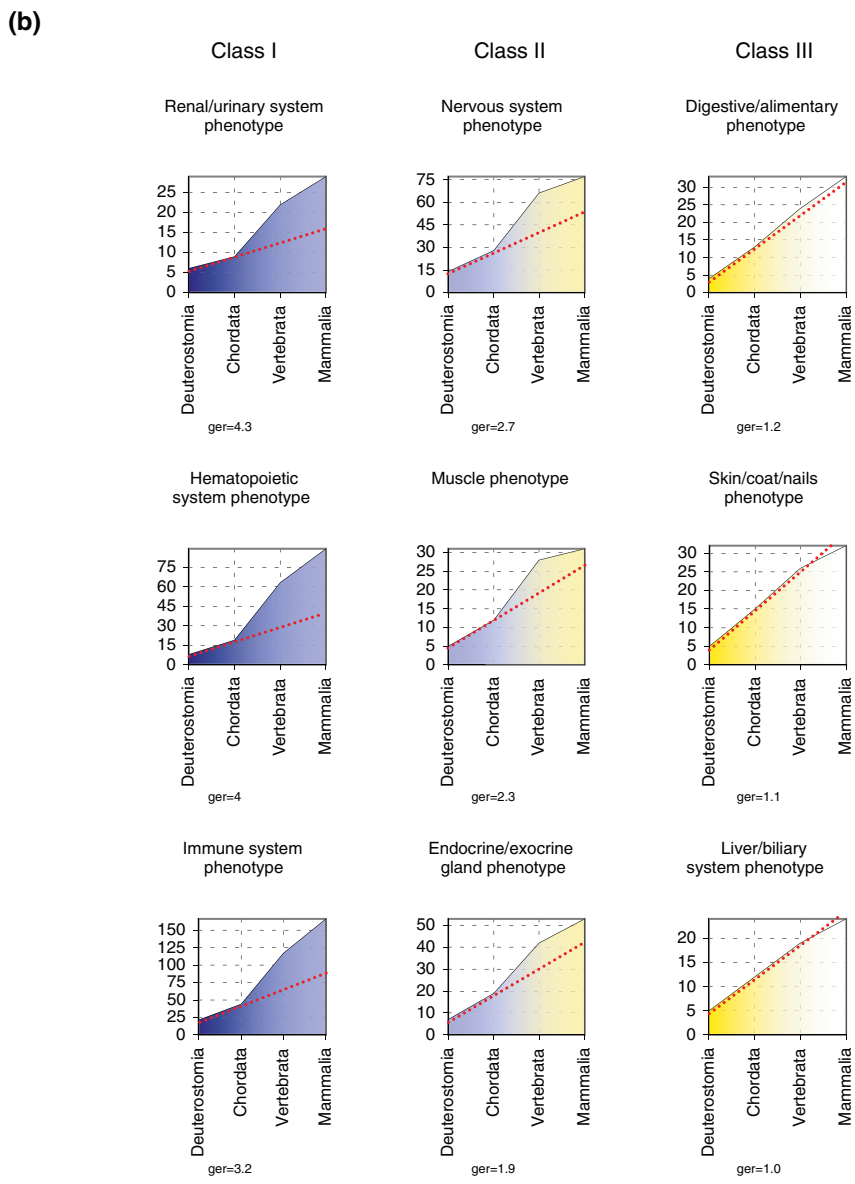 (b)
Class I
Class II
Class III
Renal/urinary system
phenotype
25
20
15
10
5
0
Deuterostomia
Chordata
Vertebrata
Mammalia
ger=4.3
Nervous system
phenotype
75
60
45
30
15
0
Deuterostomia
Chordata
Vertebrata
Mammalia
ger=2.7
Digestive/alimentary
phenotype
30
25
20
15
10
5
0
Deuterostomia
Chordata
Vertebrata
Mammalia
ger=1.2
Hematopoietic
system phenotype
75
60
45
30
15
0
Deuterostomia
Chordata
Vertebrata
Mammalia
ger=4
Muscle phenotype
30
25
20
15
10
5
0
Deuterostomia
Chordata
Vertebrata
Mammalia
ger=2.3
Skin/coat/nails
phenotype
30
25
20
15
10
5
0
Deuterostomia
Chordata
Vertebrata
Mammalia
ger=1.1
Immune system
phenotype
150
125
100
75
50
25
0
Deuterostomia
Chordata
Vertebrata
Mammalia
ger=3.2
Endocrine/exocrine
gland phenotype
50
40
30
20
10
0
Deuterostomia
Chordata
Vertebrata
Mammalia
ger=1.9
Liver/biliary
system phenotype
20
15
10
5
0
Deuterostomia
Chordata
Vertebrata
Mammalia
ger=1.0